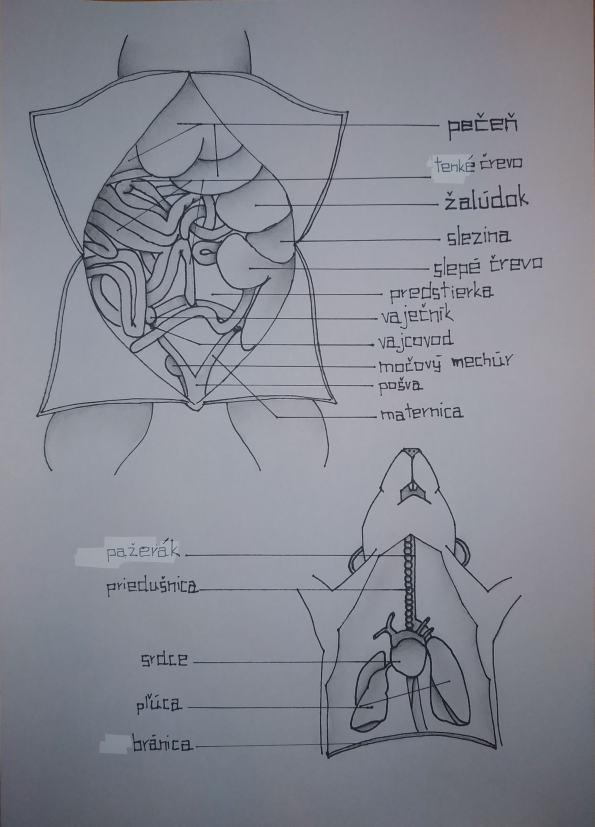 pečeň
tenké črevo
žalúdok
slezina
slepé črevo
predstierka
vaječník
vajcovod
močový mechúr
pošva
maternica
pažerák
priedušnica
srdce
pľúca
bránica